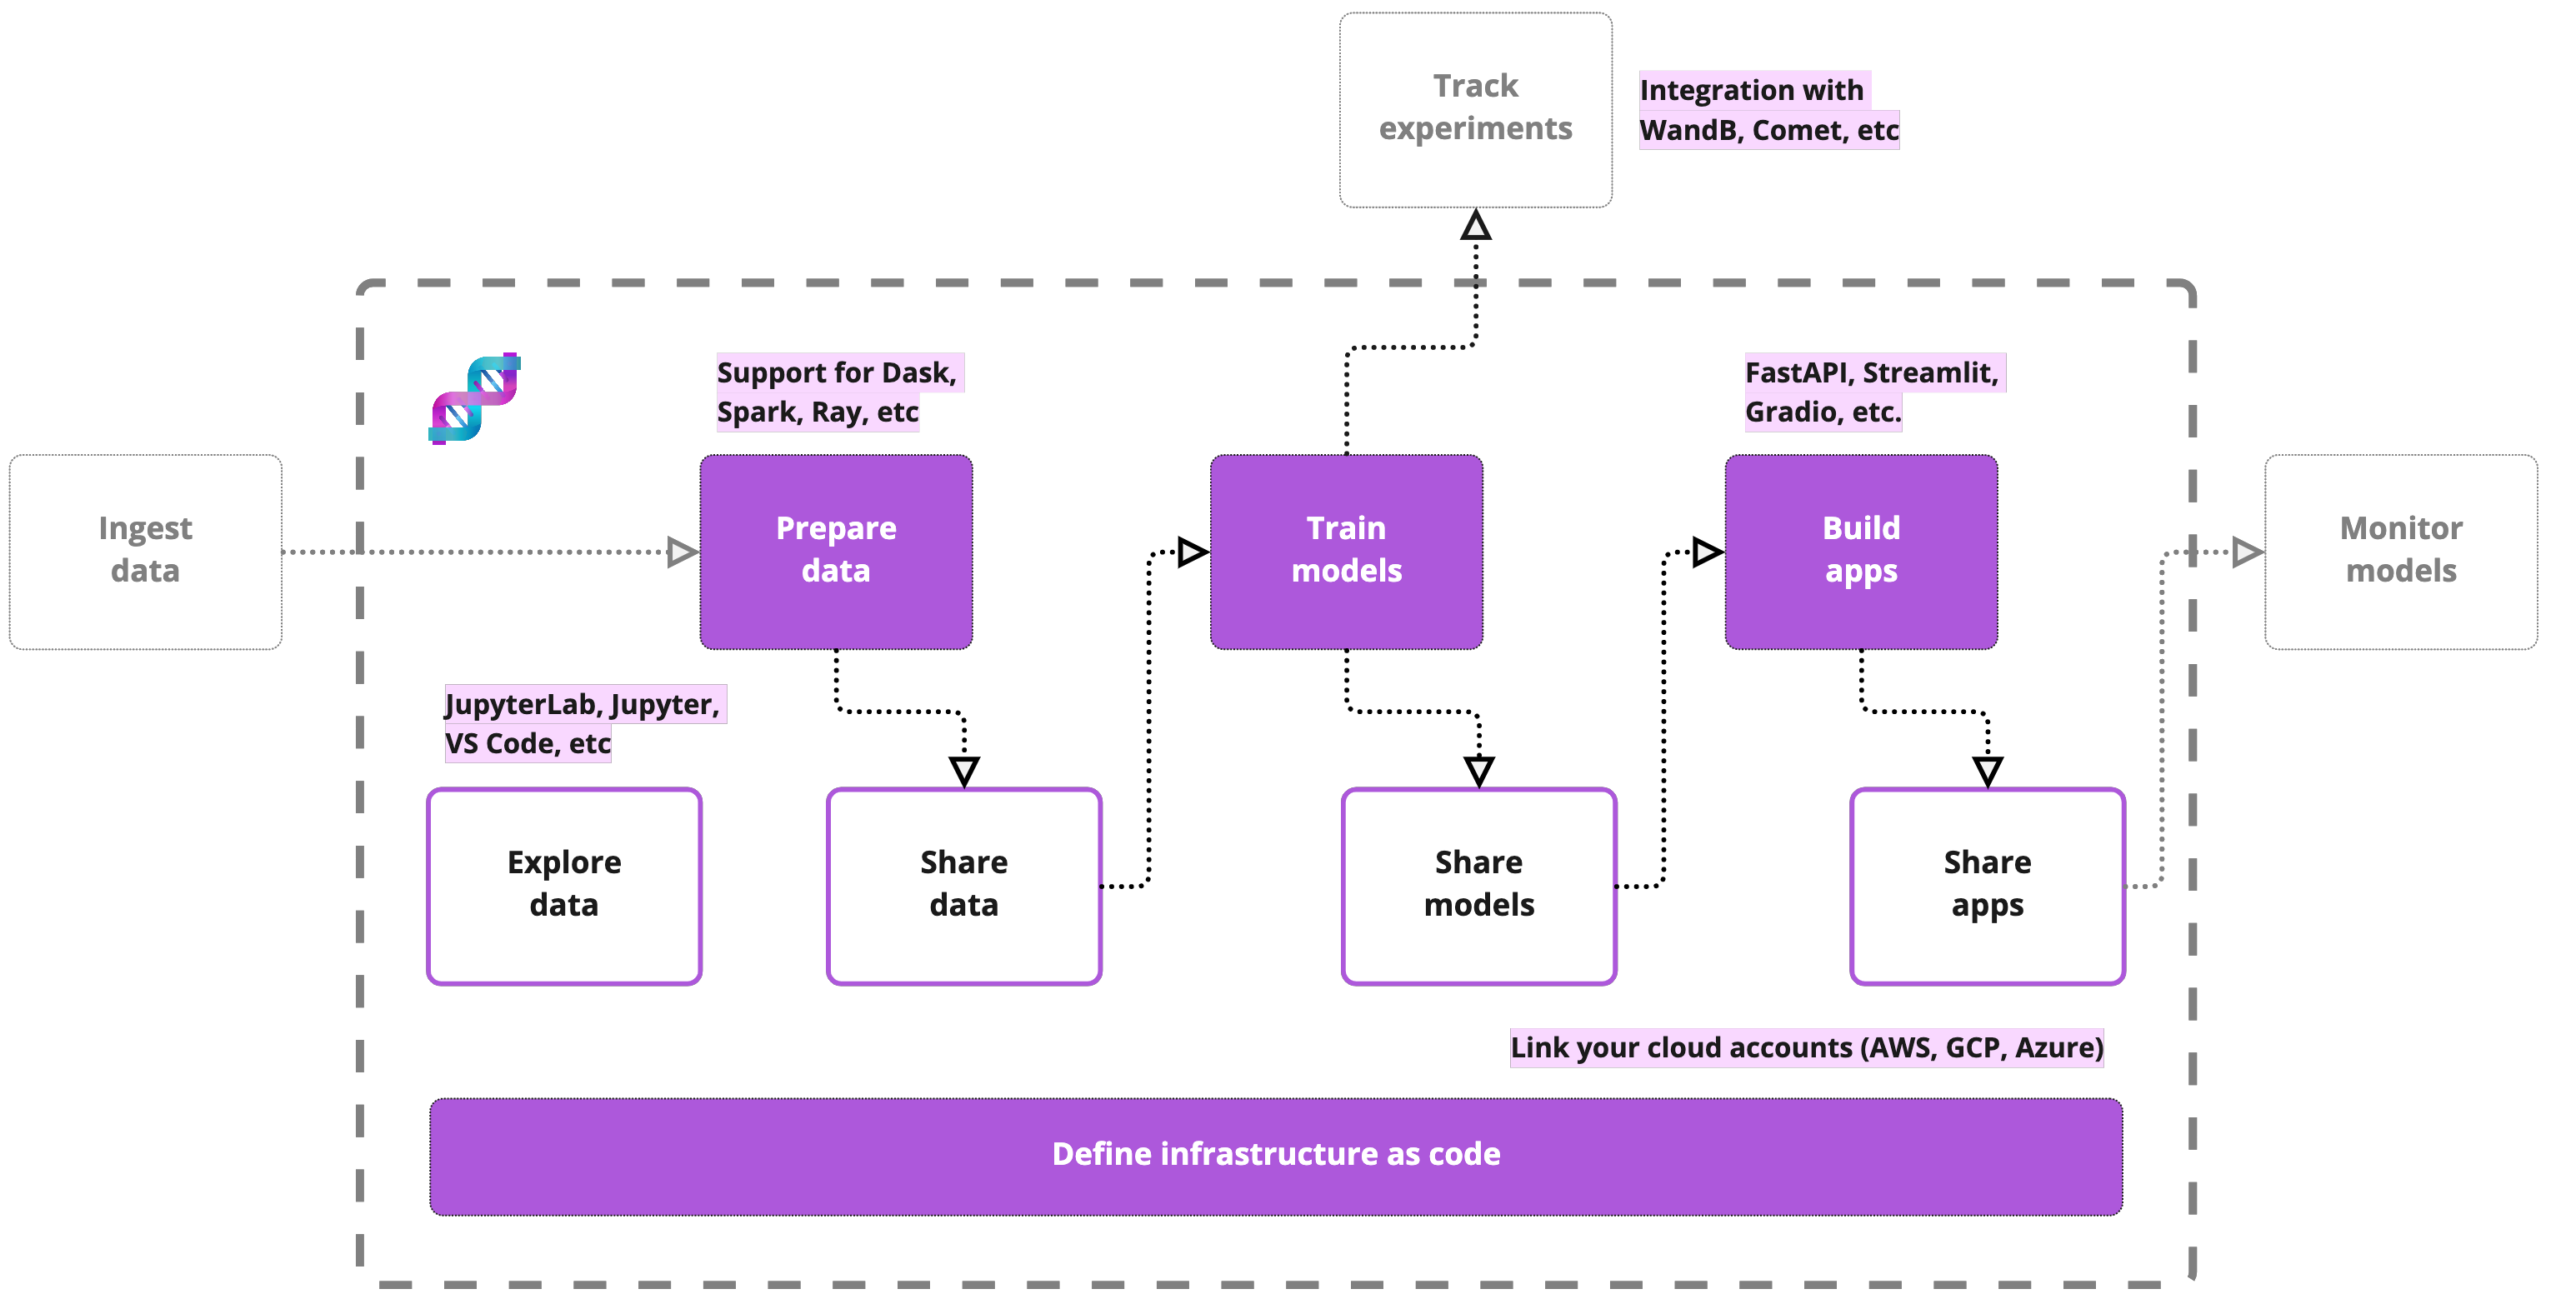 Track
experiments
Integration with
WandB, Comet, etc
Support for Dask,
Spark, Ray, etc
FastAPI, Streamlit,
Gradio, etc.
Ingest
data
Prepare
data
Train
models
Build
apps
Monitor
models
JupyterLab, Jupyter,
VS Code, etc
Explore
data
Share
data
Share
models
Share
apps
Link your cloud accounts (AWS, GCP, Azure)
Define infrastructure as code